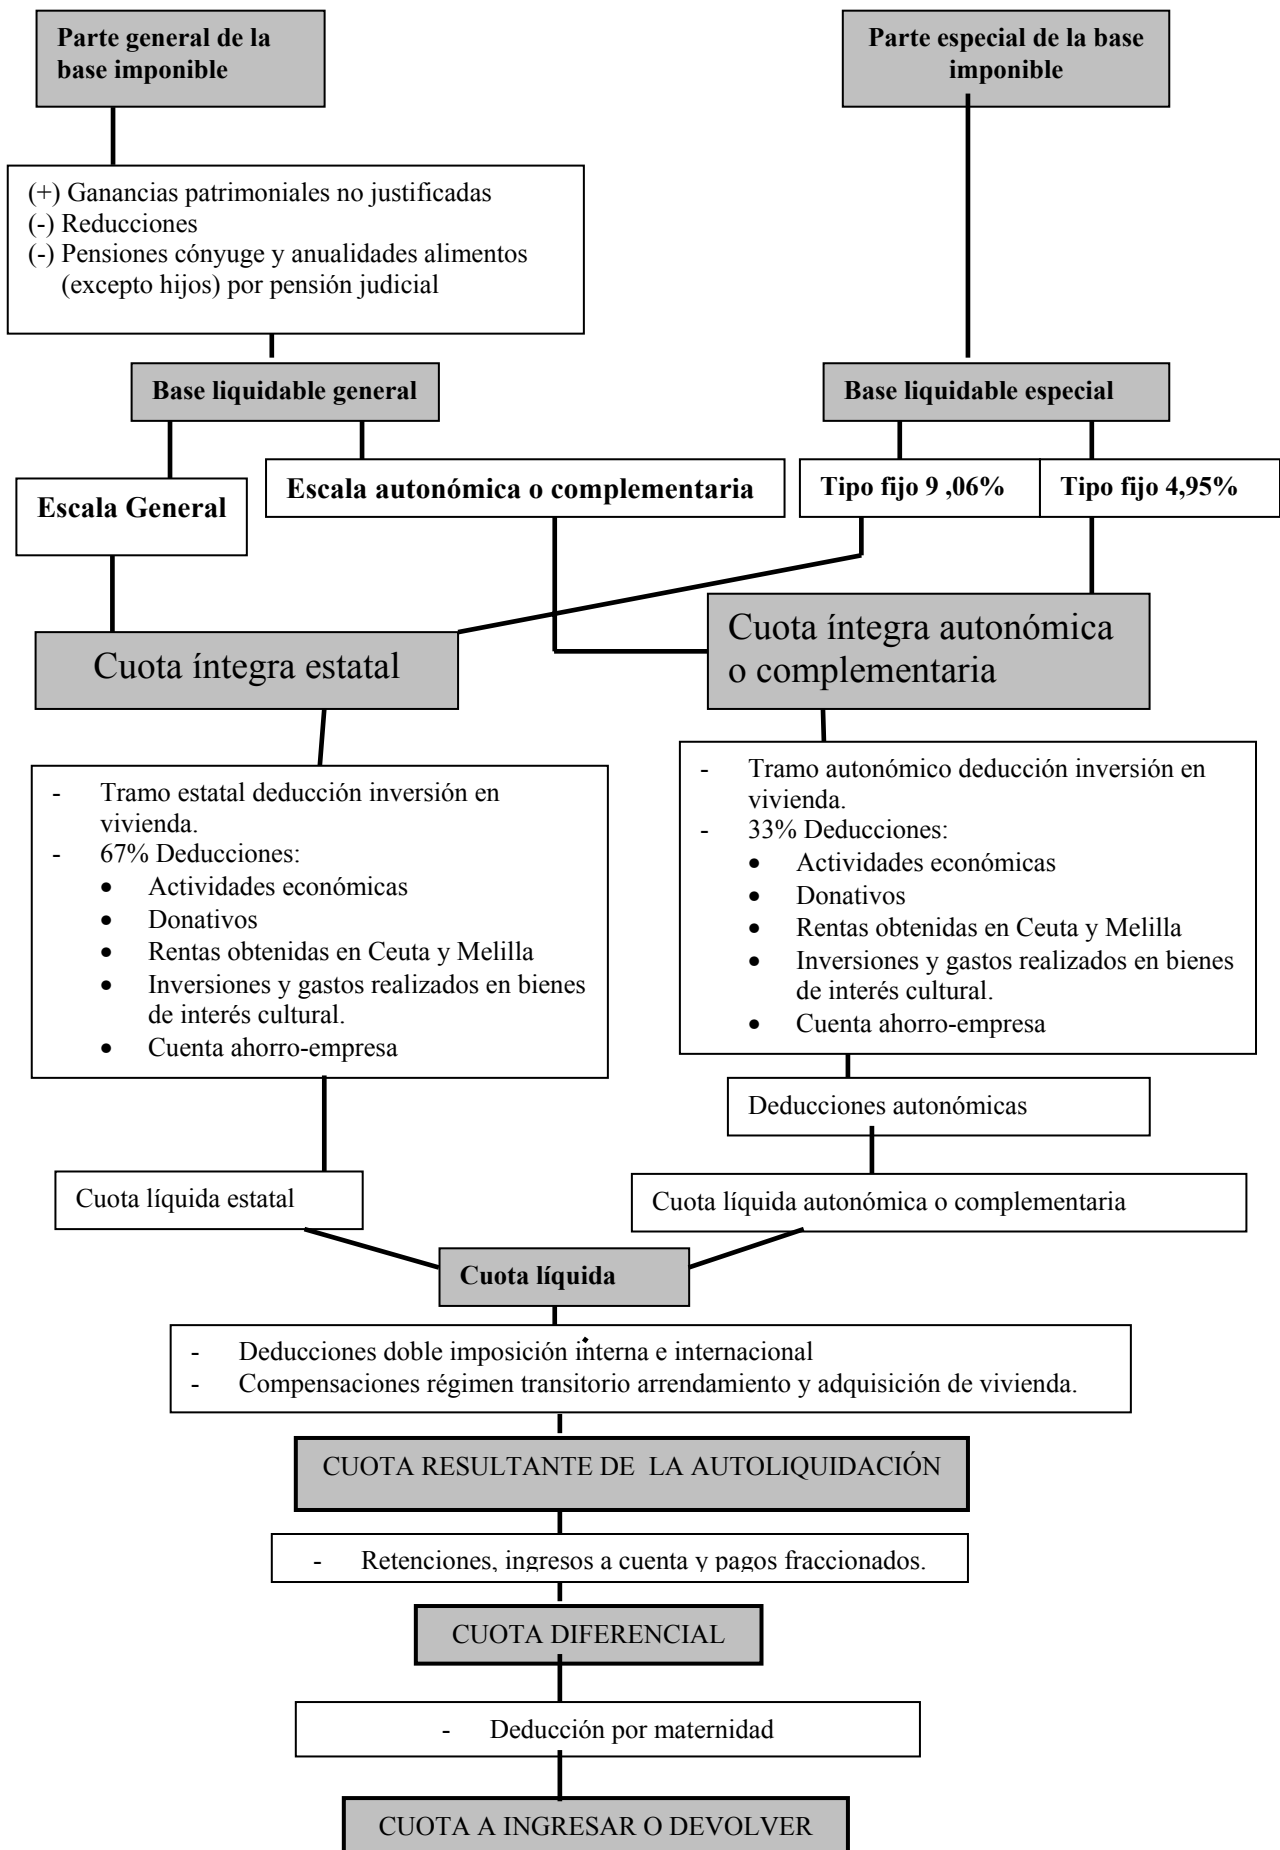 Parte general de la
base imponible
Parte especial de la base
imponible
(+) Ganancias patrimoniales no justificadas
(-) Reducciones
(-) Pensiones cónyuge y anualidades alimentos
(excepto hijos) por pensión judicial
Base liquidable general
Base liquidable especial
Escala General
Escala autonómica o complementaria
Tipo fijo 9 ,06%
Tipo fijo 4,95%
Cuota íntegra estatal
Cuota íntegra autonómica
o complementaria
- Tramo estatal deducción inversión en
vivienda.
- 67% Deducciones:
• Actividades económicas
• Donativos
• Rentas obtenidas en Ceuta y Melilla
• Inversiones y gastos realizados en bienes
de interés cultural.
• Cuenta ahorro-empresa
- Tramo autonómico deducción inversión en
vivienda.
- 33% Deducciones:
• Actividades económicas
• Donativos
• Rentas obtenidas en Ceuta y Melilla
• Inversiones y gastos realizados en bienes
de interés cultural.
• Cuenta ahorro-empresa
Deducciones autonómicas
Cuota líquida estatal
Cuota líquida autonómica o complementaria
Cuota líquida
- Deducciones doble imposición interna e internacional
- Compensaciones régimen transitorio arrendamiento y adquisición de vivienda.
CUOTA RESULTANTE DE LA AUTOLIQUIDACIÓN
- Retenciones, ingresos a cuenta y pagos fraccionados.
CUOTA DIFERENCIAL
- Deducción por maternidad
CUOTA A INGRESAR O DEVOLVER